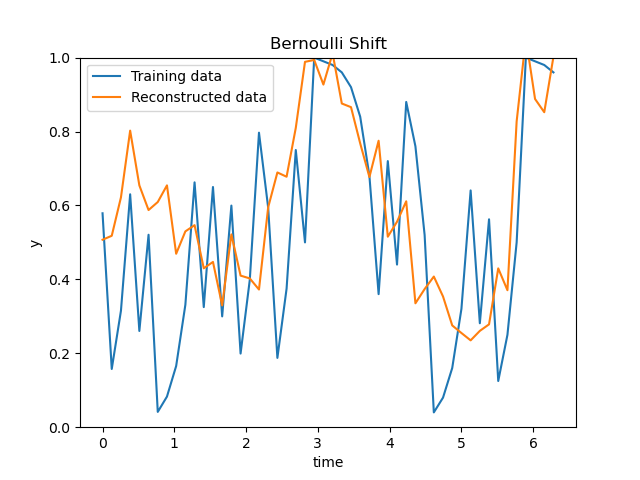 Bernoulli Shift
Training data
Reconstructed data
1.0
0.8
0.6
0.4
0.2
0.0
y
0 1 2 3 4 5 6
time